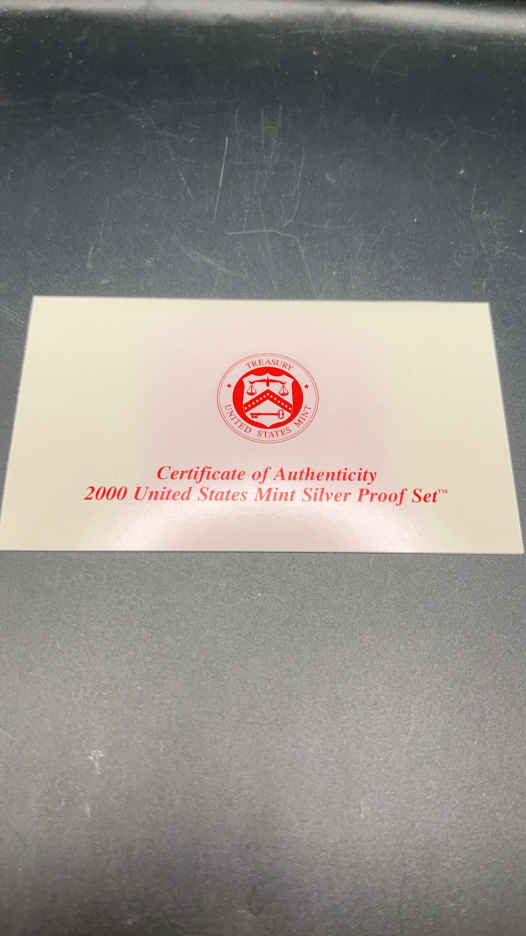 TREASURY
UNITED STATES MINT
Certificate of Authenticity
2000 United States Mint Silver Proof Set™